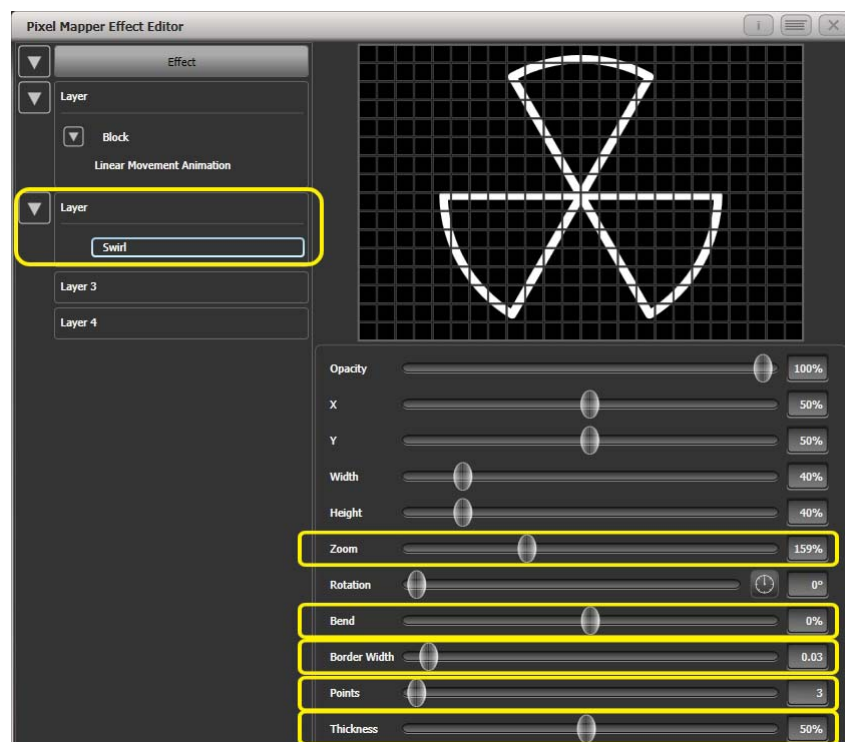 Pixel Mapper Effect Editor
i
Effect
Layer
Block
Linear Movement Animation
Layer
Swirl
Layer 3
Layer 4
Opacity 100%
X 50%
Y 50%
Width 40%
Height 40%
Zoom 159%
Rotation 0°
Bend 0%
Border Width 0.03
Points 3
Thickness 50%